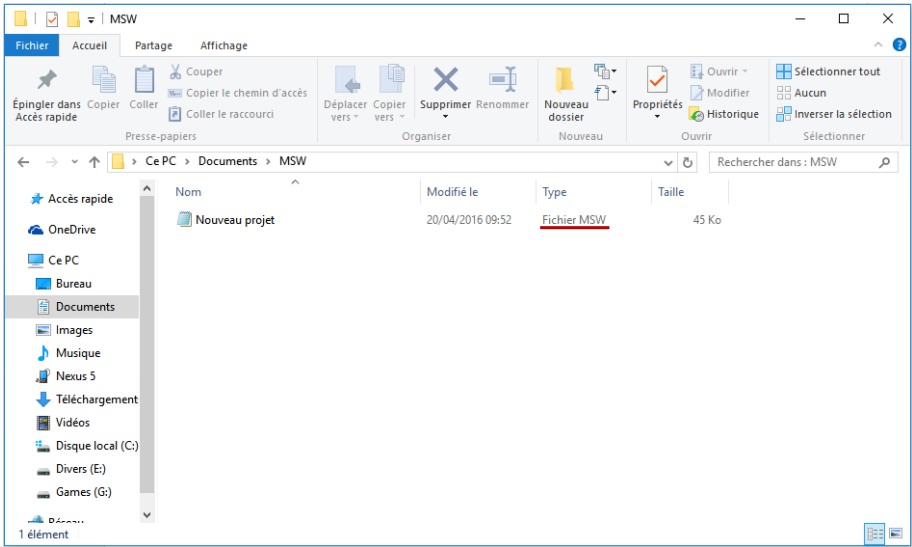 MSW
Fichier Accueil Partage Affichage
Épingler dans Accès rapide
Copier
Coller
Couper
Copier le chemin d'accès
Coller le raccourci
Presse-papiers
Déplacer vers
Copier vers
Supprimer
Renommer
Organiser
Nouveau dossier
Nouveau
Propriétés
Ouvrir
Modifier
Historique
Ouvrir
Sélectionner tout
Aucun
Inverser la sélection
Sélectionner
Ce PC > Documents > MSW
Rechercher dans : MSW
Nom Modifié le Type Taille
Nouveau projet 20/04/2016 09:52 Fichier MSW 45 Ko
Accès rapide
OneDrive
Ce PC
Bureau
Documents
Images
Musique
Nexus 5
Téléchargement
Vidéos
Disque local (C:)
Divers (E:)
Games (G:)
Réseau
1 élément